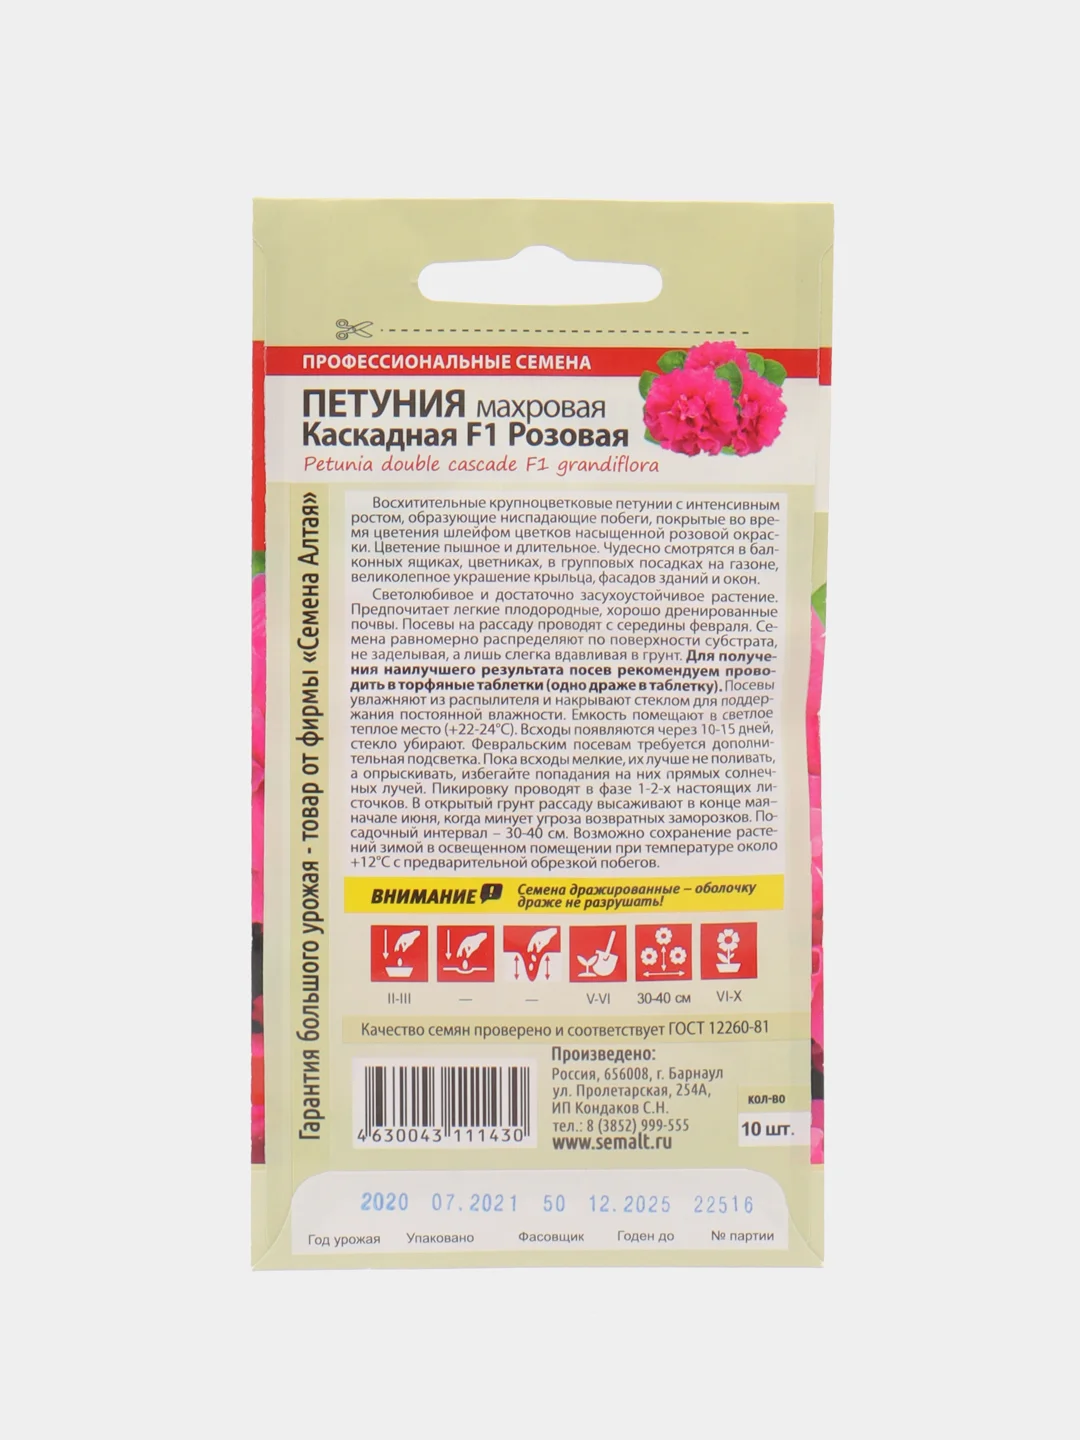 ПРОФЕССИОНАЛЬНЫЕ СЕМЕНА
ПЕТУНИЯ махровая
Каскадная F1 Розовая
Petunia double cascade F1 grandiflora
Гарантия большого урожая - товар от фирмы «Семена Алтая»
Восхитительные крупноцветковые петунии с интенсивным
ростом, образующие ниспадающие побеги, покрытые во вре-
мя цветения шлейфом цветков насыщенной розовой окрас-
ки. Цветение пышное и длительное. Чудесно смотрятся в бал-
конных ящиках, цветниках, в групповых посадках на газоне,
великолепное украшение крыльца, фасадов зданий и окон.
Светолюбивое и достаточно засухоустойчивое растение.
Предпочитает легкие плодородные, хорошо дренированные
почвы. Посевы на рассаду проводят с середины февраля. Се-
мена равномерно распределяют по поверхности субстрата,
не заделывая, а лишь слегка вдавливая в грунт. Для получе-
ния наилучшего результата посев рекомендуем прово-
дить в торфяные таблетки (одно драже в таблетку). Посевы
увлажняют из распылителя и накрывают стеклом для поддер-
жания постоянной влажности. Емкость помещают в светлое
теплое место (+22-24°С). Всходы появляются через 10-15 дней,
стекло убирают. Февральским посевам требуется дополни-
тельная подсветка. Пока всходы мелкие, их лучше не поливать,
а опрыскивать, избегайте попадания на них прямых солнеч-
ных лучей. Пикировку проводят в фазе 1-2-х настоящих ли-
сточков. В открытый грунт рассаду высаживают в конце мая–
начале июня, когда минует угроза возвратных заморозков. По-
садочный интервал – 30-40 см. Возможно сохранение расте-
ний зимой в освещенном помещении при температуре около
+12°С с предварительной обрезкой побегов.
ВНИМАНИЕ ! Семена дражированные – оболочку
драже не разрушать!
II-III — — V-VI 30-40 см VI-X
Качество семян проверено и соответствует ГОСТ 12260-81
Произведено:
Россия, 656008, г. Барнаул
ул. Пролетарская, 254А,
ИП Кондаков С.Н.
тел.: 8 (3852) 999-555
www.semalt.ru
кол-во
10 шт.
4 630043 111430
2020 07.2021 50 12.2025 22516
Год урожая Упаковано Фасовщик Годен до № партии